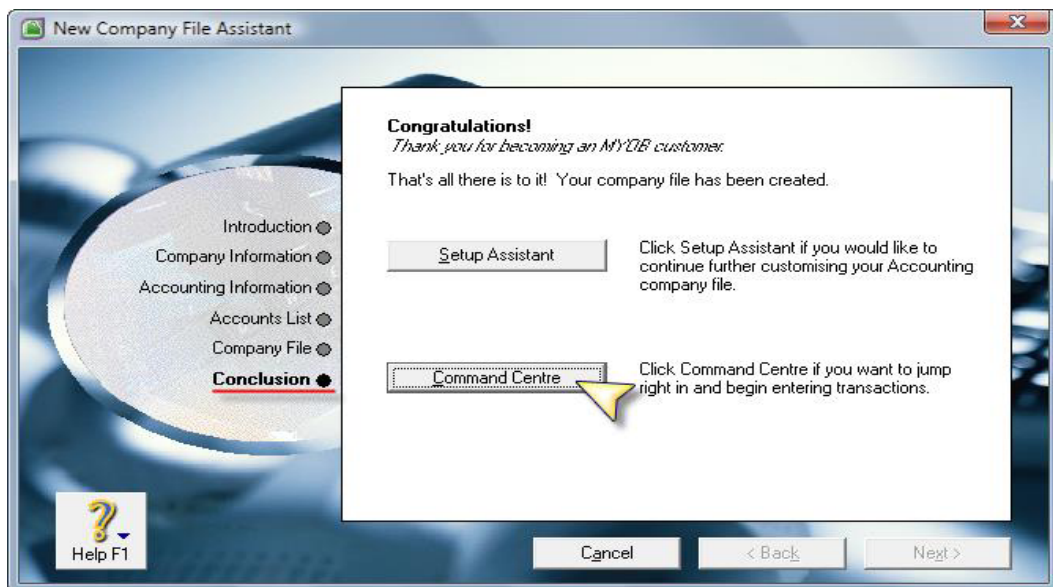 New Company File Assistant
Congratulations!
Thank you for becoming an MYOB customer.
That's all there is to it! Your company file has been created.
Introduction
Company Information
Accounting Information
Accounts List
Company File
Conclusion
Setup Assistant
Click Setup Assistant if you would like to
continue further customising your Accounting
company file.
Command Centre
Click Command Centre if you want to jump
right in and begin entering transactions.
Help F1
Cancel
< Back
Next >